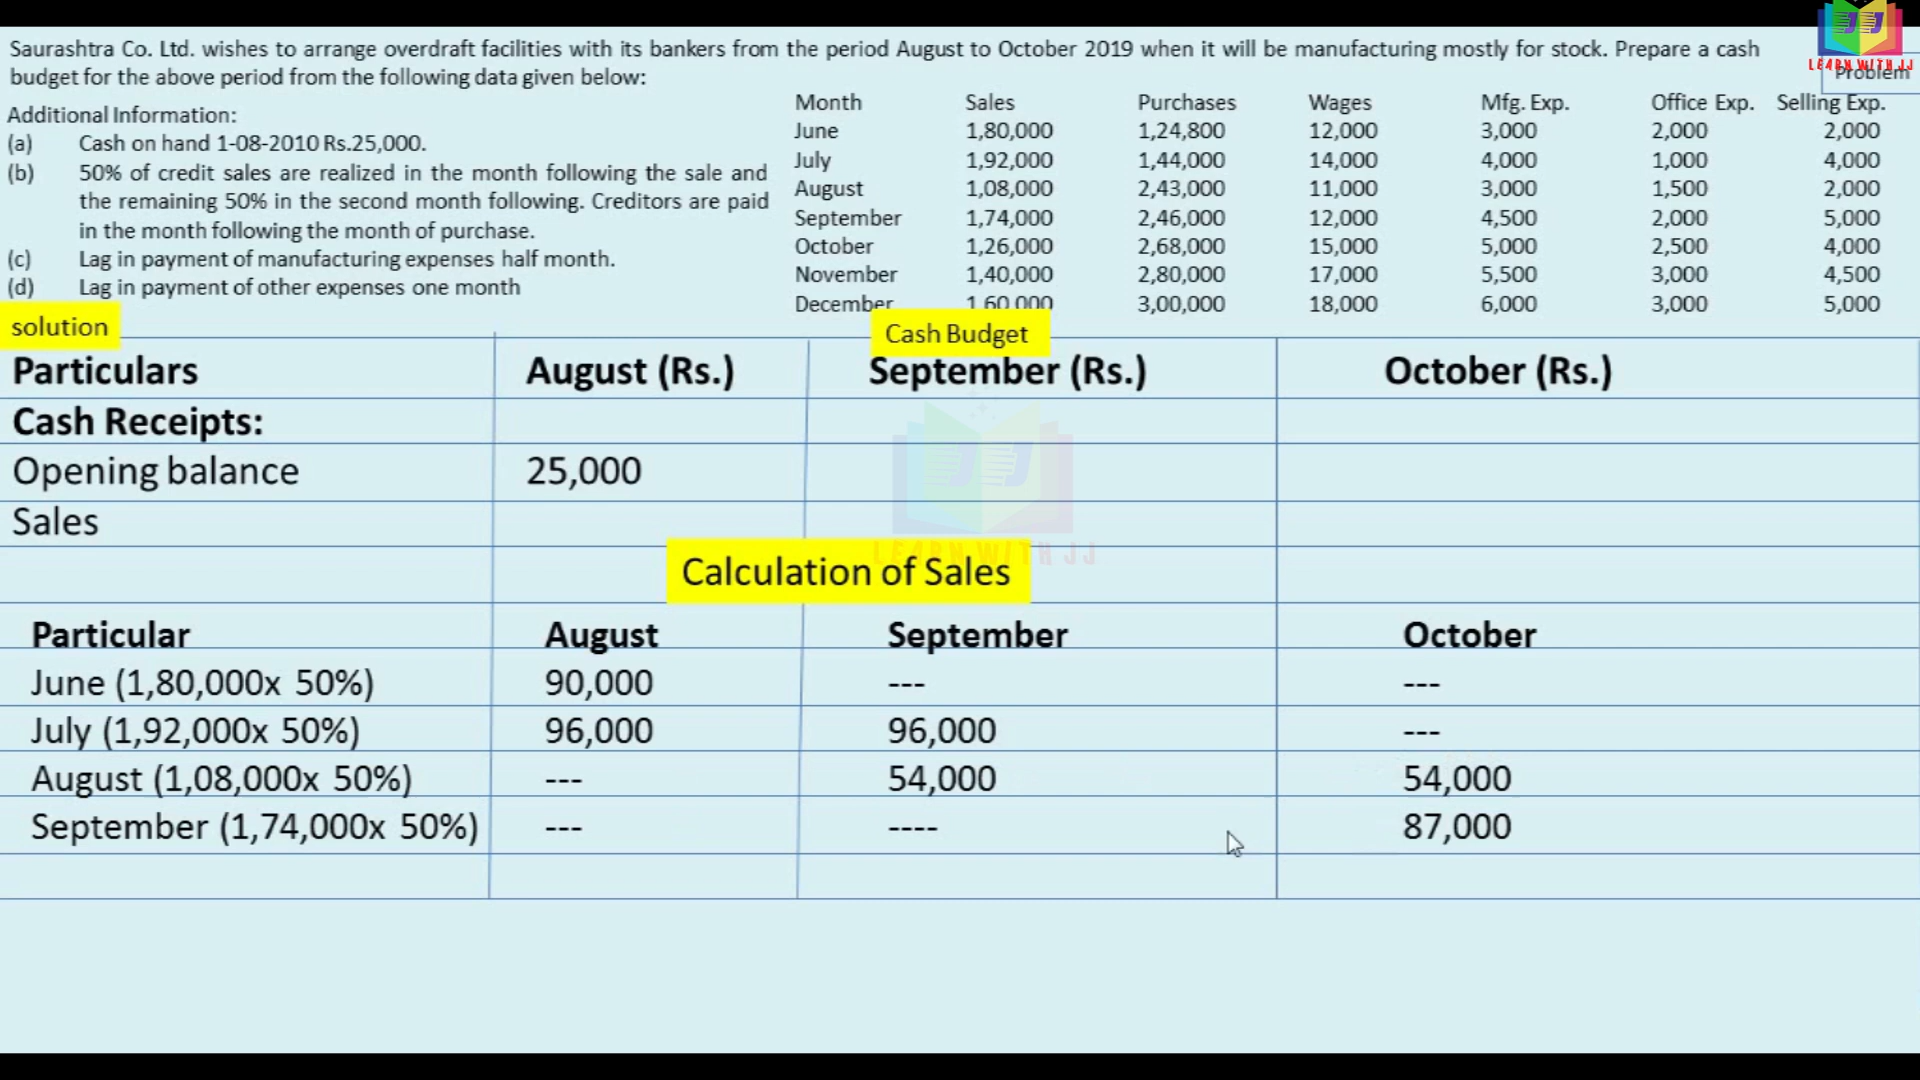 Saurashtra Co. Ltd. wishes to arrange overdraft facilities with its bankers from the period August to October 2019 when it will be manufacturing mostly for stock. Prepare a cash
budget for the above period from the following data given below:
LEARN WITH JJ
Problem
Additional Information:
(a) Cash on hand 1-08-2010 Rs.25,000.
(b) 50% of credit sales are realized in the month following the sale and
the remaining 50% in the second month following. Creditors are paid
in the month following the month of purchase.
(c) Lag in payment of manufacturing expenses half month.
(d) Lag in payment of other expenses one month
Month Sales Purchases Wages Mfg. Exp. Office Exp. Selling Exp.
June 1,80,000 1,24,800 12,000 3,000 2,000 2,000
July 1,92,000 1,44,000 14,000 4,000 1,000 4,000
August 1,08,000 2,43,000 11,000 3,000 1,500 2,000
September 1,74,000 2,46,000 12,000 4,500 2,000 5,000
October 1,26,000 2,68,000 15,000 5,000 2,500 4,000
November 1,40,000 2,80,000 17,000 5,500 3,000 4,500
December 1,60,000 3,00,000 18,000 6,000 3,000 5,000
solution
Cash Budget
Particulars August (Rs.) September (Rs.) October (Rs.)
Cash Receipts:
Opening balance 25,000
Sales
LEARN WITH JJ
Calculation of Sales
Particular August September October
June (1,80,000x 50%) 90,000 --- ---
July (1,92,000x 50%) 96,000 96,000 ---
August (1,08,000x 50%) --- 54,000 54,000
September (1,74,000x 50%) --- ---- 87,000